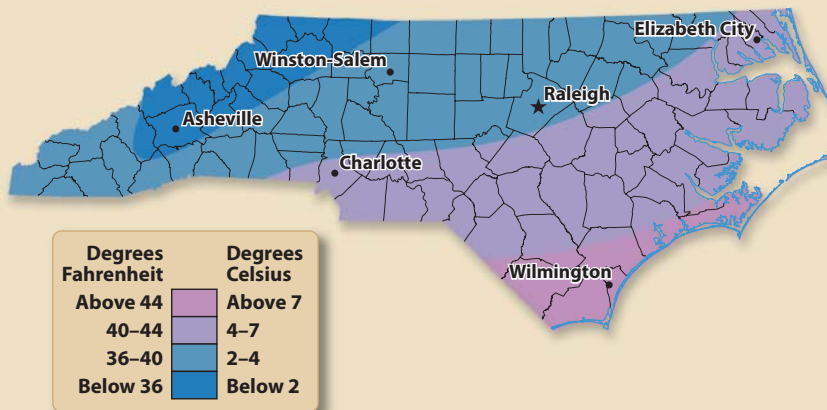 Elizabeth City
Winston-Salem
Raleigh
Asheville
Charlotte
Wilmington
Degrees Fahrenheit Degrees Celsius
Above 44 Above 7
40–44 4–7
36–40 2–4
Below 36 Below 2